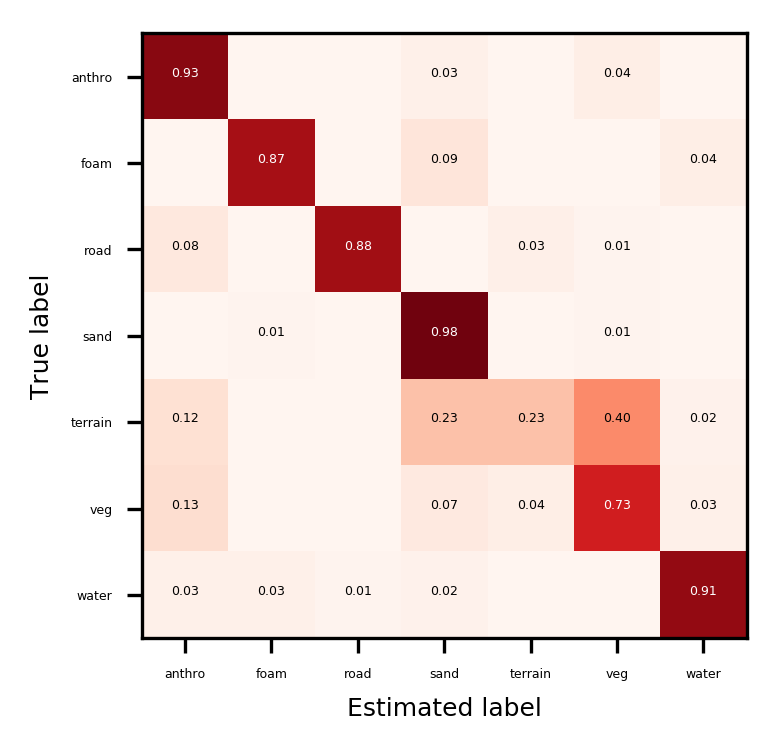 anthro 0.93 0.03 0.04
foam 0.87 0.09 0.04
road 0.08 0.88 0.03 0.01
sand 0.01 0.98 0.01
terrain 0.12 0.23 0.23 0.40 0.02
veg 0.13 0.07 0.04 0.73 0.03
water 0.03 0.03 0.01 0.02 0.91
anthro foam road sand terrain veg water
Estimated label
True label